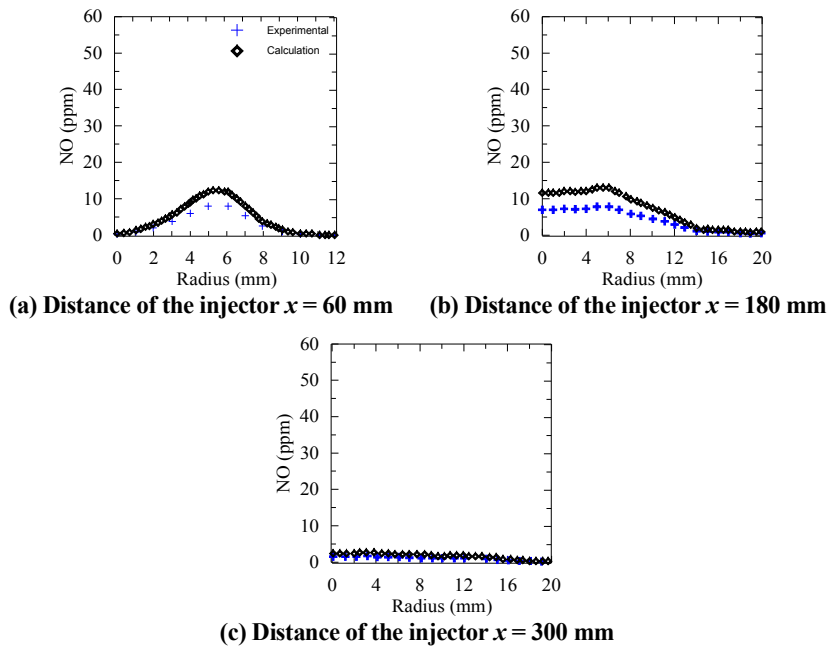 60
50
40
30
20
10
0
NO (ppm)
Experimental
Calculation
0 2 4 6 8 10 12
Radius (mm)
(a) Distance of the injector x = 60 mm
60
50
40
30
20
10
0
NO (ppm)
0 4 8 12 16 20
Radius (mm)
(b) Distance of the injector x = 180 mm
60
50
40
30
20
10
0
NO (ppm)
0 4 8 12 16 20
Radius (mm)
(c) Distance of the injector x = 300 mm